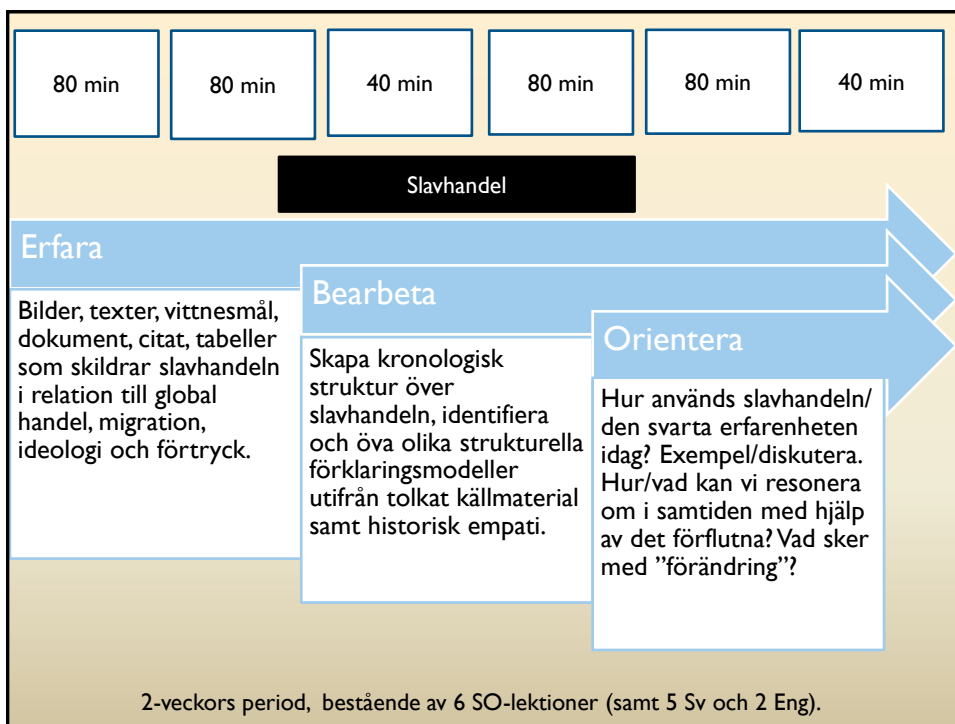 80 min
80 min
40 min
80 min
80 min
40 min
Slavhandel
Erfara
Bilder, texter, vittnesmål,
dokument, citat, tabeller
som skildrar slavhandeln
i relation till global
handel, migration,
ideologi och förtryck.
Bearbeta
Skapa kronologisk
struktur över
slavhandeln, identifiera
och öva olika strukturella
förklaringsmodeller
utifrån tolkat källmaterial
samt historisk empati.
Orientera
Hur används slavhandeln/
den svarta erfarenheten
idag? Exempel/diskutera.
Hur/vad kan vi resonera
om i samtiden med hjälp
av det förflutna? Vad sker
med ”förändring”?
2-veckors period, bestående av 6 SO-lektioner (samt 5 Sv och 2 Eng).